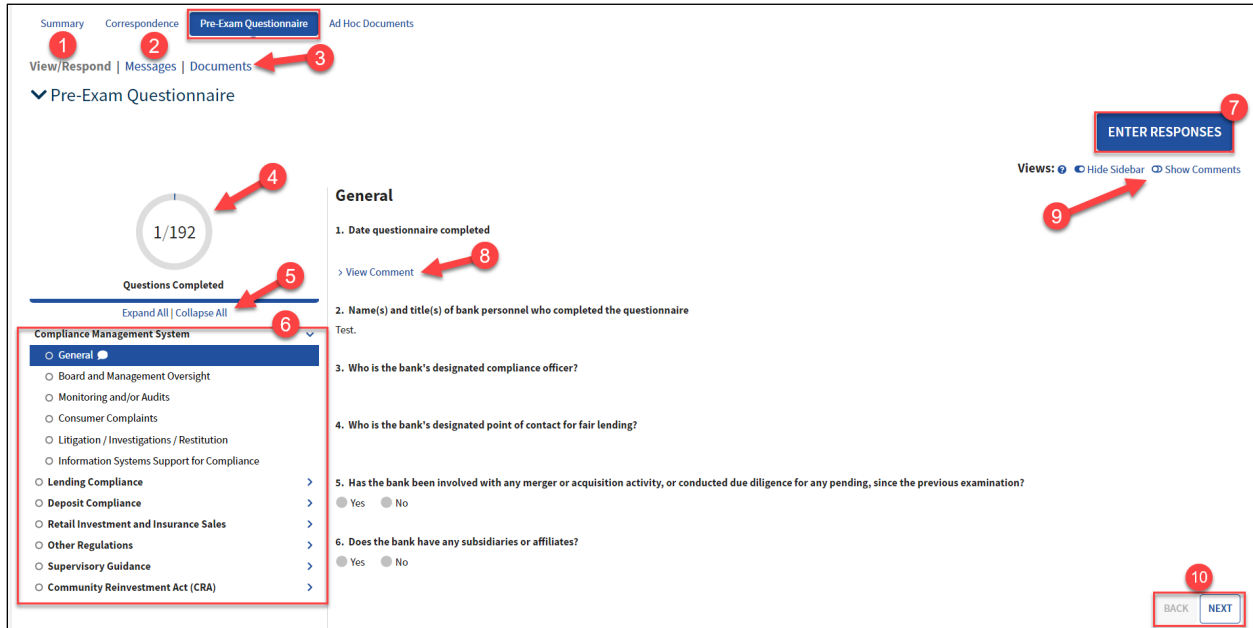 Summary Correspondence Pre-Exam Questionnaire Ad Hoc Documents
1 2 3
View/Respond | Messages | Documents
Pre-Exam Questionnaire
7
ENTER RESPONSES
Views: ? Hide Sidebar Show Comments
9
4
1/192
Questions Completed
5
Expand All | Collapse All
6
Compliance Management System
General
Board and Management Oversight
Monitoring and/or Audits
Consumer Complaints
Litigation / Investigations / Restitution
Information Systems Support for Compliance
Lending Compliance
Deposit Compliance
Retail Investment and Insurance Sales
Other Regulations
Supervisory Guidance
Community Reinvestment Act (CRA)
General
1. Date questionnaire completed
> View Comment
8
2. Name(s) and title(s) of bank personnel who completed the questionnaire
Test.
3. Who is the bank's designated compliance officer?
4. Who is the bank's designated point of contact for fair lending?
5. Has the bank been involved with any merger or acquisition activity, or conducted due diligence for any pending, since the previous examination?
Yes No
6. Does the bank have any subsidiaries or affiliates?
Yes No
10
BACK NEXT